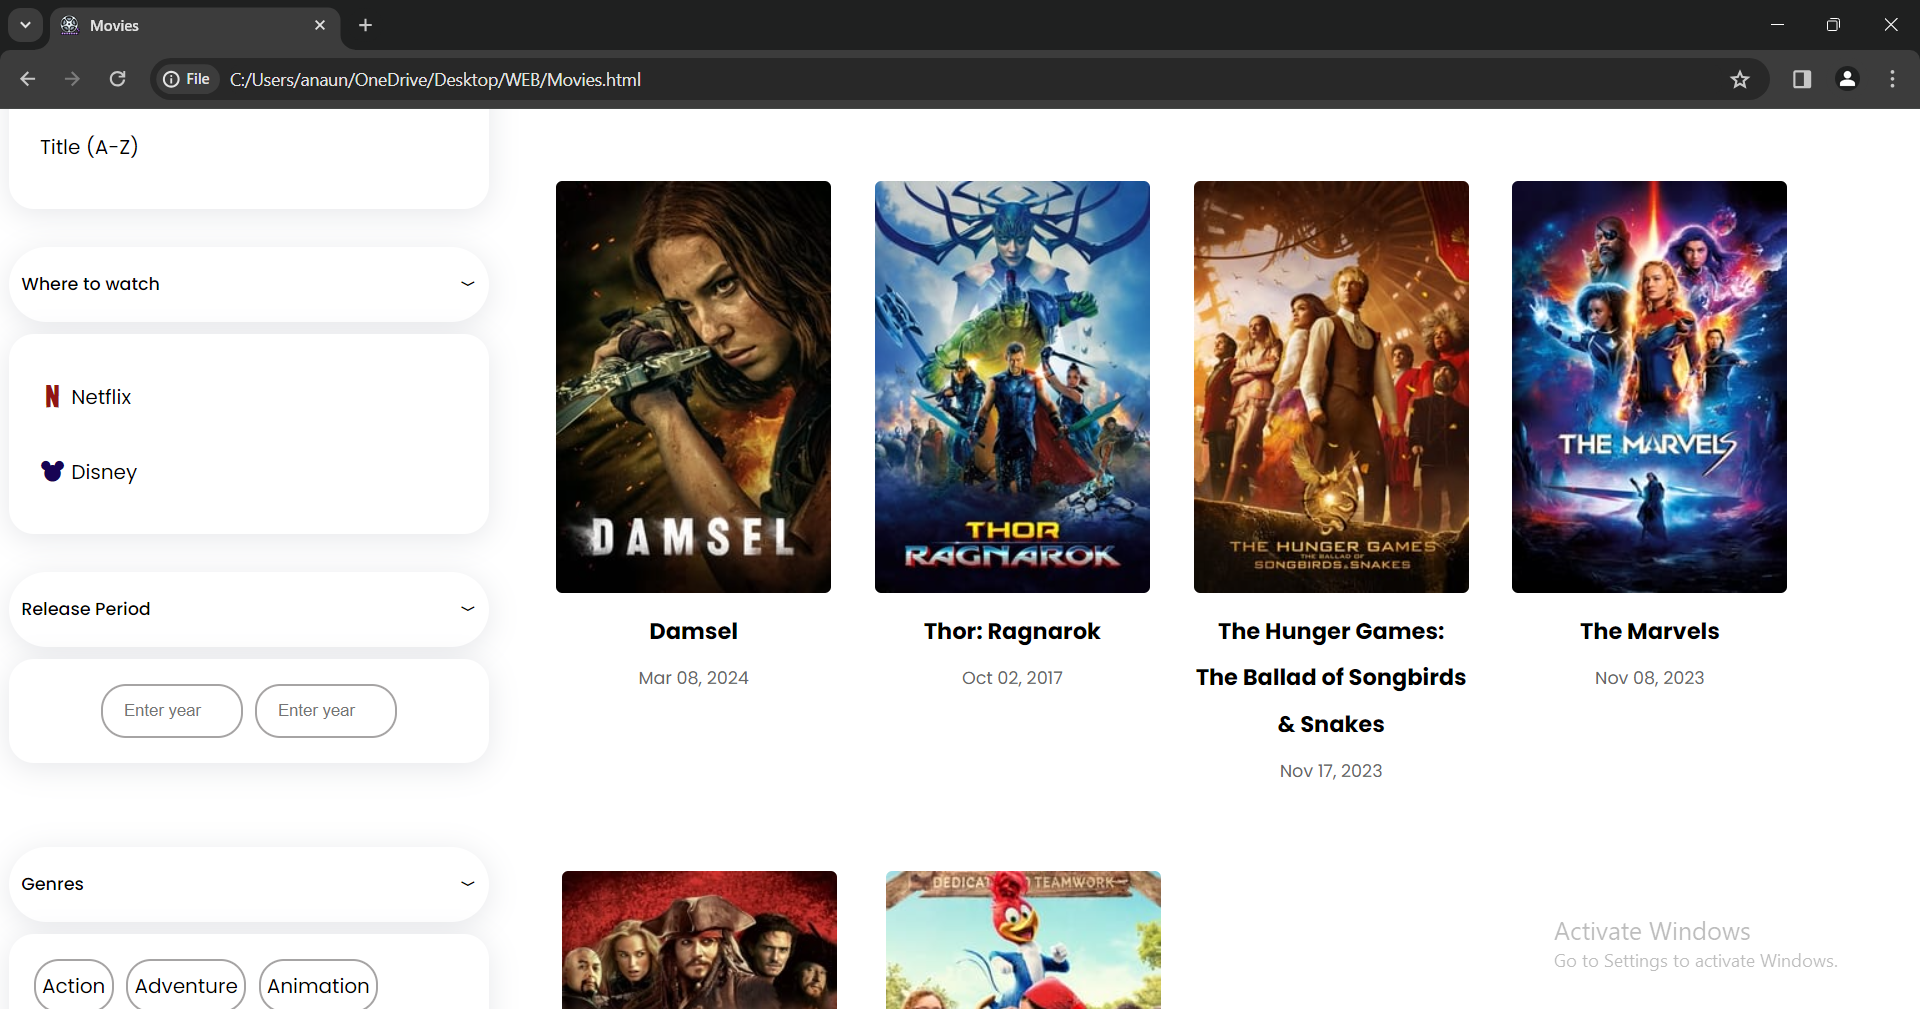 Movies
File
C:/Users/anaun/OneDrive/Desktop/WEB/Movies.html
Title (A-Z)
Where to watch
Netflix
Disney
Release Period
Enter year
Enter year
Genres
Action
Adventure
Animation
DAMSEL
THOR
RAGNAROK
THE HUNGER GAMES
THE BALLAD OF
SONGBIRDS & SNAKES
THE MARVELS
Damsel
Mar 08, 2024
Thor: Ragnarok
Oct 02, 2017
The Hunger Games:
The Ballad of Songbirds
& Snakes
Nov 17, 2023
The Marvels
Nov 08, 2023
TEAMWORK
Activate Windows
Go to Settings to activate Windows.